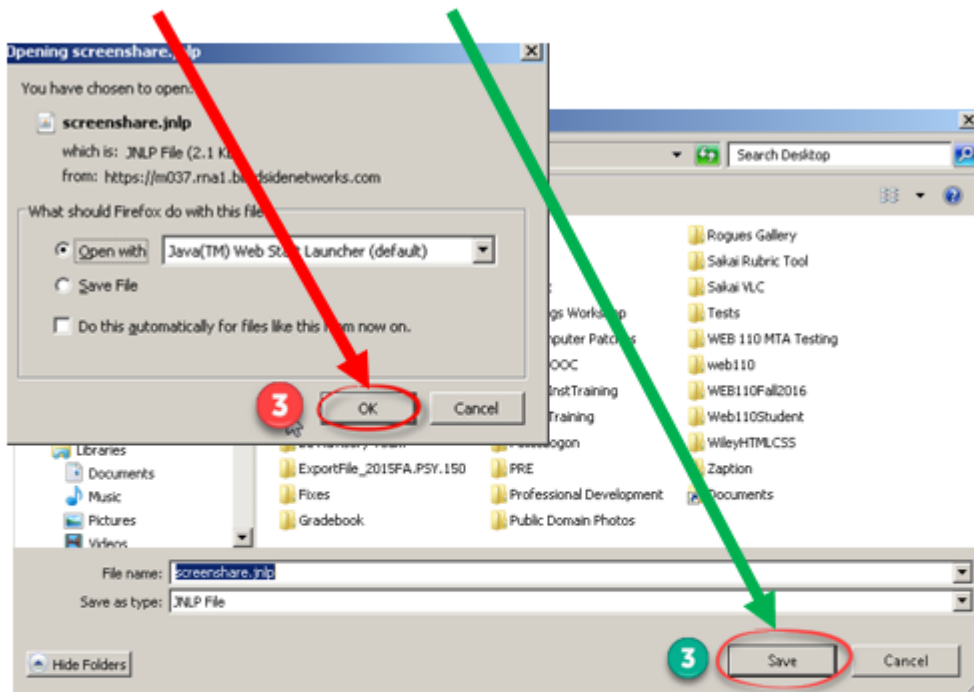 Opening screenshare.jnlp
You have chosen to open:
screenshare.jnlp
which is: JNLP File (2.1 K
from: https://m037.rna1.blindsidenetworks.com
What should Firefox do with this file
Open with Java(TM) Web Start Launcher (default)
Save File
Do this automatically for files like this from now on.
3 OK Cancel
Search Desktop
Rogues Gallery
Sakai Rubric Tool
Sakai VLC
gs Workshop Tests
puter Patches WEB 110 MTA Testing
OOC web110
InstTraining WEB110Fall2016
Training Web110Student
Libraries WileyHTMLCSS
Documents ExportFile_2015FA.PSY.150 PRE Zaption
Music Fixes Professional Development Documents
Pictures Gradebook Public Domain Photos
Videos
File name: screenshare.jnlp
Save as type: JNLP File
Hide Folders 3 Save Cancel